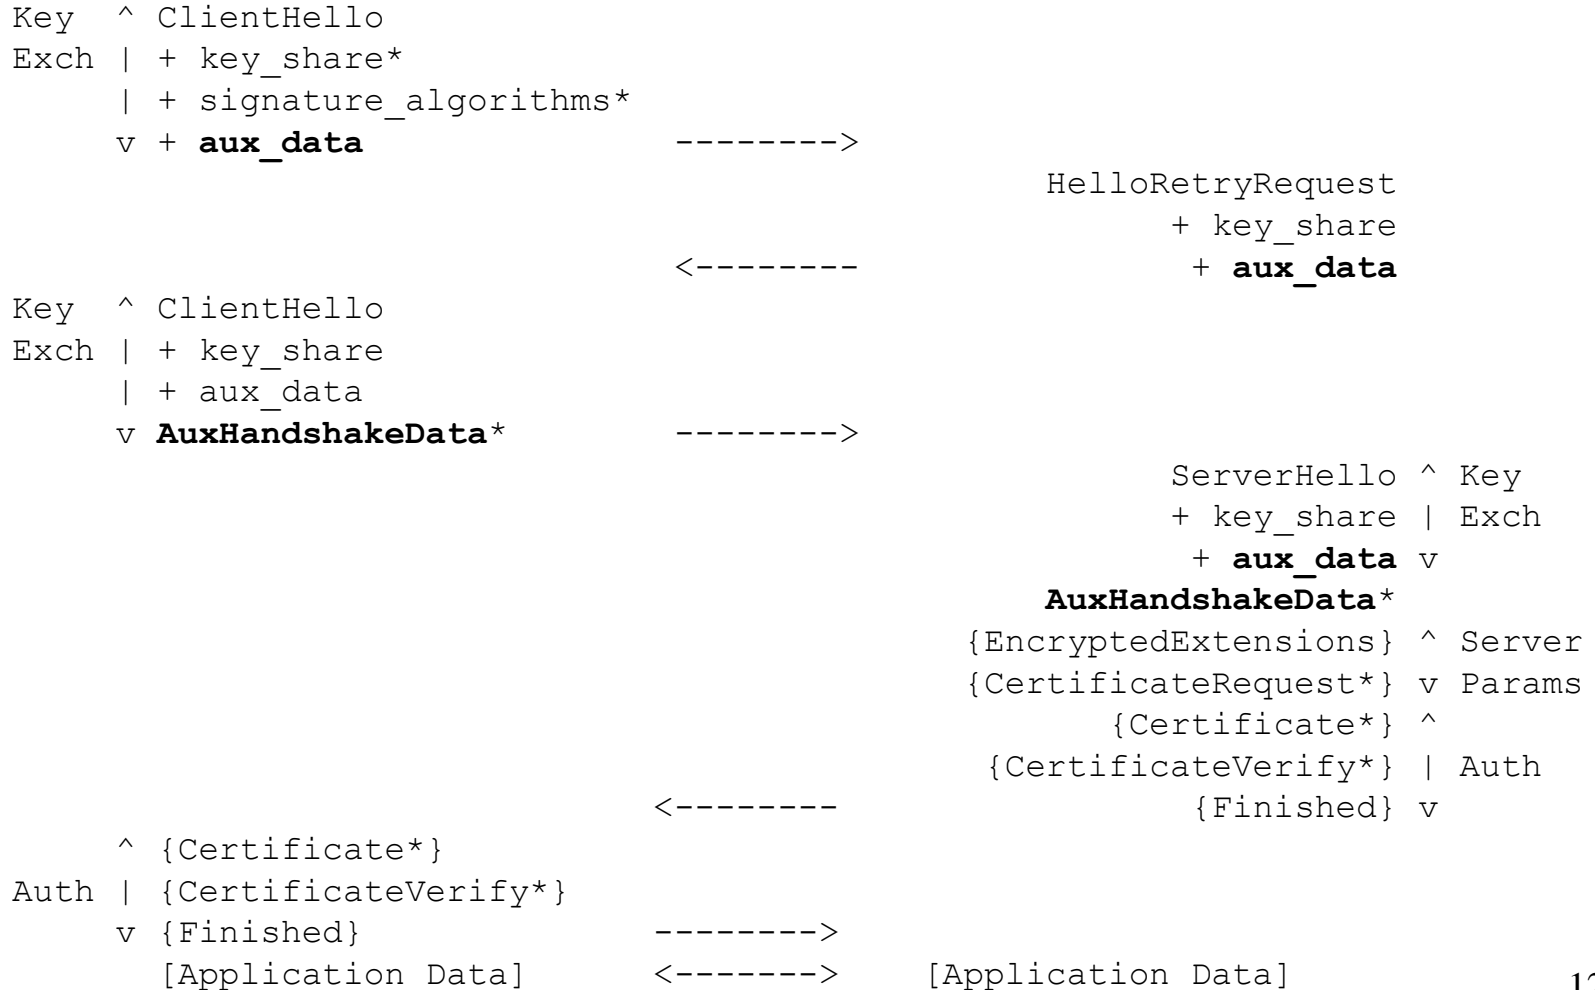 Key  ^ ClientHello
Exch | + key_share*
     | + signature_algorithms*
     v + aux_data               -------->
                                                  HelloRetryRequest
                                                        + key_share
                                <--------                + aux_data
Key  ^ ClientHello
Exch | + key_share
     | + aux_data
     v AuxHandshakeData*        -------->
                                                        ServerHello ^ Key
                                                        + key_share | Exch
                                                         + aux_data v
                                                  AuxHandshakeData*
                                              {EncryptedExtensions} ^ Server
                                              {CertificateRequest*} v Params
                                                     {Certificate*} ^
                                               {CertificateVerify*} | Auth
                               <--------                 {Finished} v
     ^ {Certificate*}
Auth | {CertificateVerify*}
     v {Finished}              -------->
       [Application Data]      <------->    [Application Data]